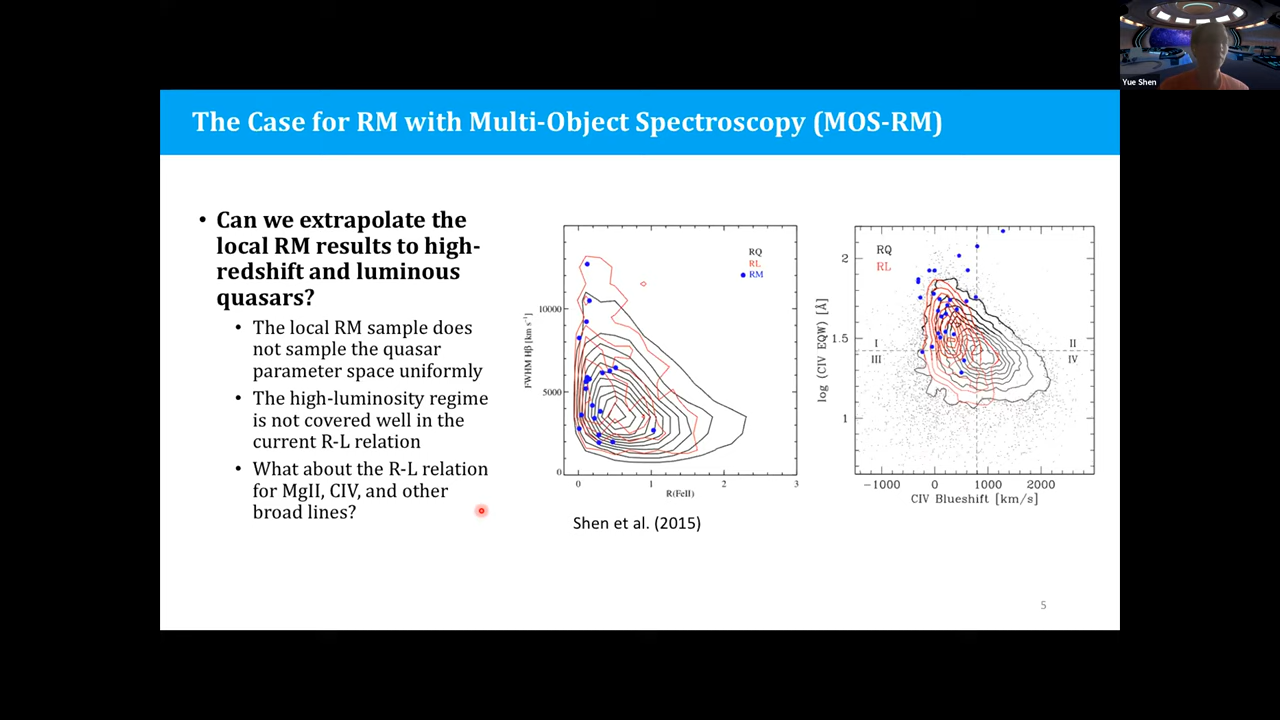 Yue Shen
The Case for RM with Multi-Object Spectroscopy (MOS-RM)
• Can we extrapolate the
local RM results to high-
redshift and luminous
quasars?
• The local RM sample does
not sample the quasar
parameter space uniformly
• The high-luminosity regime
is not covered well in the
current R-L relation
• What about the R-L relation
for MgII, CIV, and other
broad lines?
RQ
RL
RM
10000
5000
0
FWHM Hβ [km s⁻¹]
0 1 2 3
R(FeII)
Shen et al. (2015)
RQ
RL
2
1.5
1
log (CIV EQW) [Å]
I II
III IV
−1000 0 1000 2000
CIV Blueshift [km/s]
5